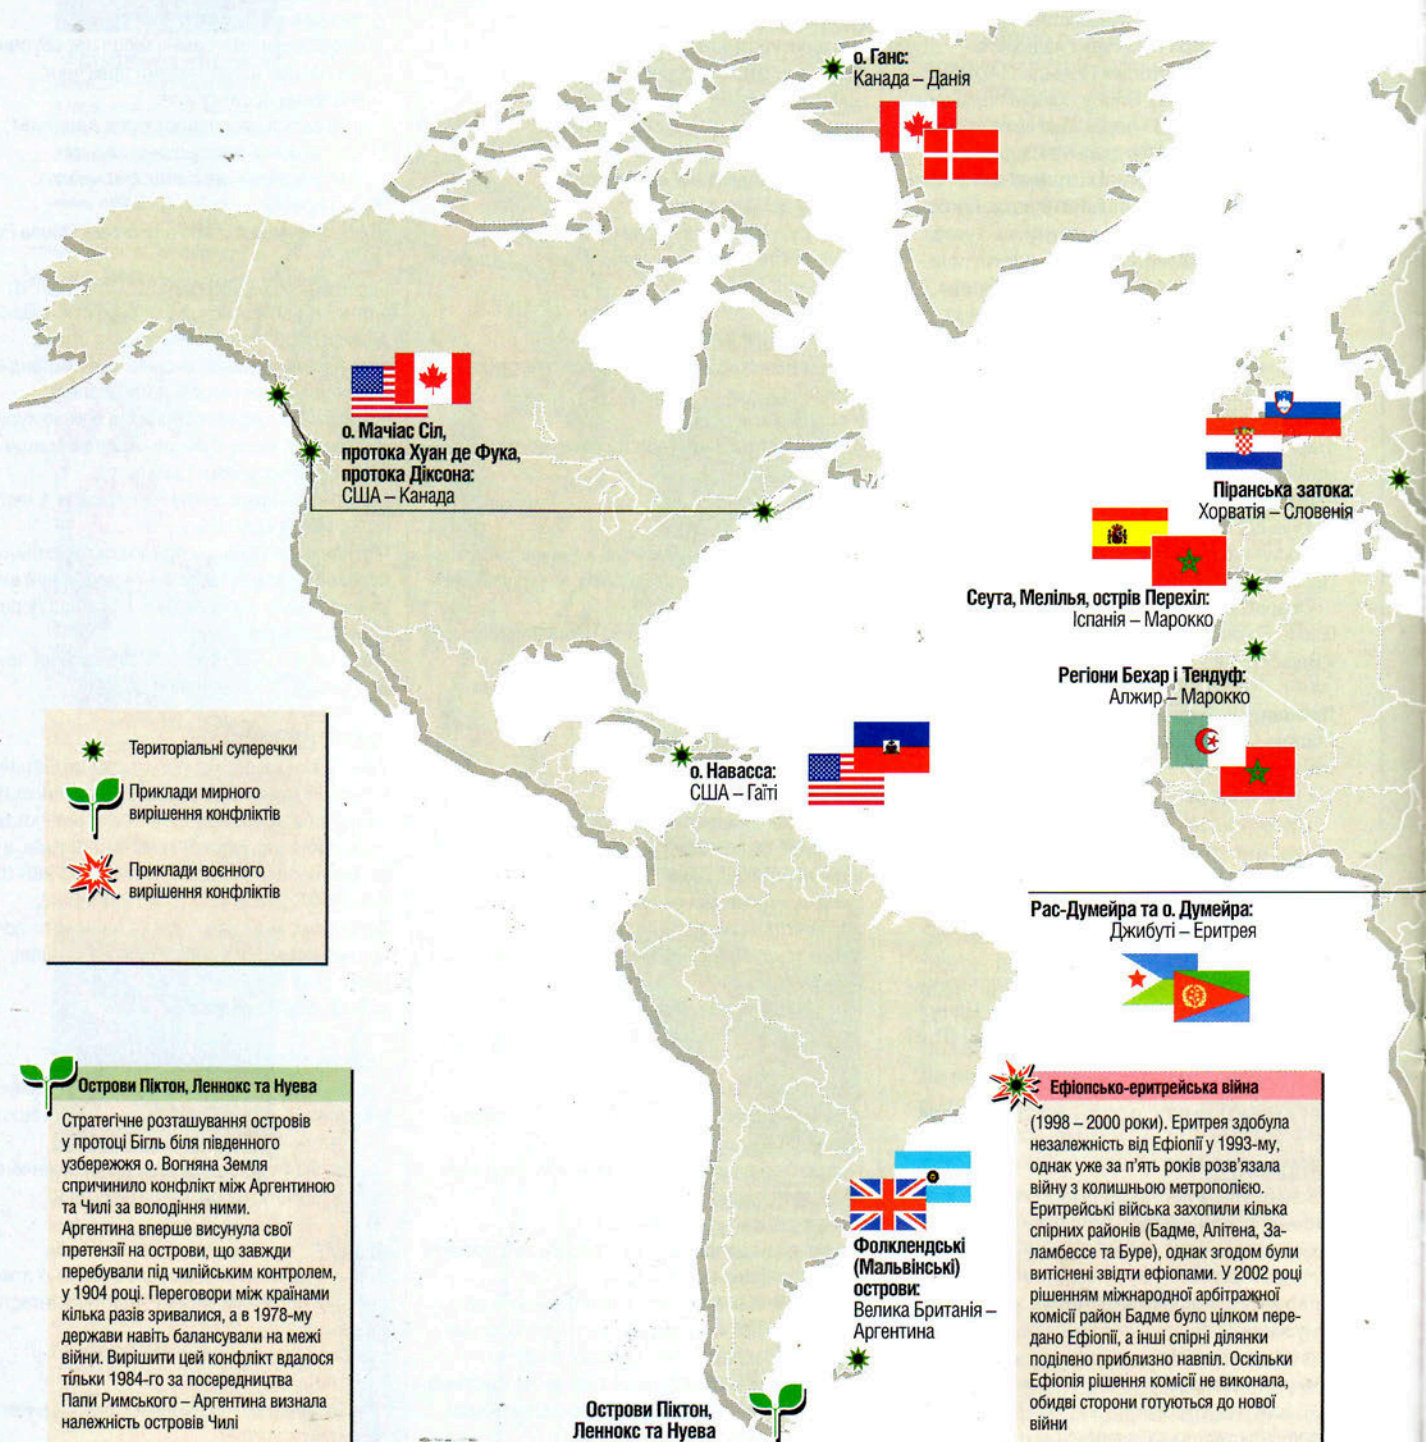 о. Ганс:
Канада – Данія
о. Мачіас Сіл,
протока Хуан де Фука,
протока Діксона:
США – Канада
Піранська затока:
Хорватія – Словенія
Сеута, Мелілья, острів Перехіл:
Іспанія – Марокко
Регіони Бехар і Тендуф:
Алжир – Марокко
Територіальні суперечки
Приклади мирного
вирішення конфліктів
Приклади воєнного
вирішення конфліктів
о. Навасса:
США – Гаїті
Рас-Думейра та о. Думейра:
Джибуті – Еритрея
Острови Піктон, Леннокс та Нуева
Стратегічне розташування островів
у протоці Бігль біля південного
узбережжя о. Вогняна Земля
спричинило конфлікт між Аргентиною
та Чилі за володіння ними.
Аргентина вперше висунула свої
претензії на острови, що завжди
перебували під чилійським контролем,
у 1904 році. Переговори між країнами
кілька разів зривалися, а в 1978-му
держави навіть балансували на межі
війни. Вирішити цей конфлікт вдалося
тільки 1984-го за посередництва
Папи Римського – Аргентина визнала
належність островів Чилі
Фолклендські
(Мальвінські)
острови:
Велика Британія –
Аргентина
Острови Піктон,
Леннокс та Нуева
Ефіопсько-еритрейська війна
(1998 – 2000 роки). Еритрея здобула
незалежність від Ефіопії у 1993-му,
однак уже за п’ять років розв’язала
війну з колишньою метрополією.
Еритрейські війська захопили кілька
спірних районів (Бадме, Алітена, За-
ламбессе та Буре), однак згодом були
витіснені звідти ефіопами. У 2002 році
рішенням міжнародної арбітражної
комісії район Бадме було цілком пере-
дано Ефіопії, а інші спірні ділянки
поділено приблизно навпіл. Оскільки
Ефіопія рішення комісії не виконала,
обидві сторони готуються до нової
війни